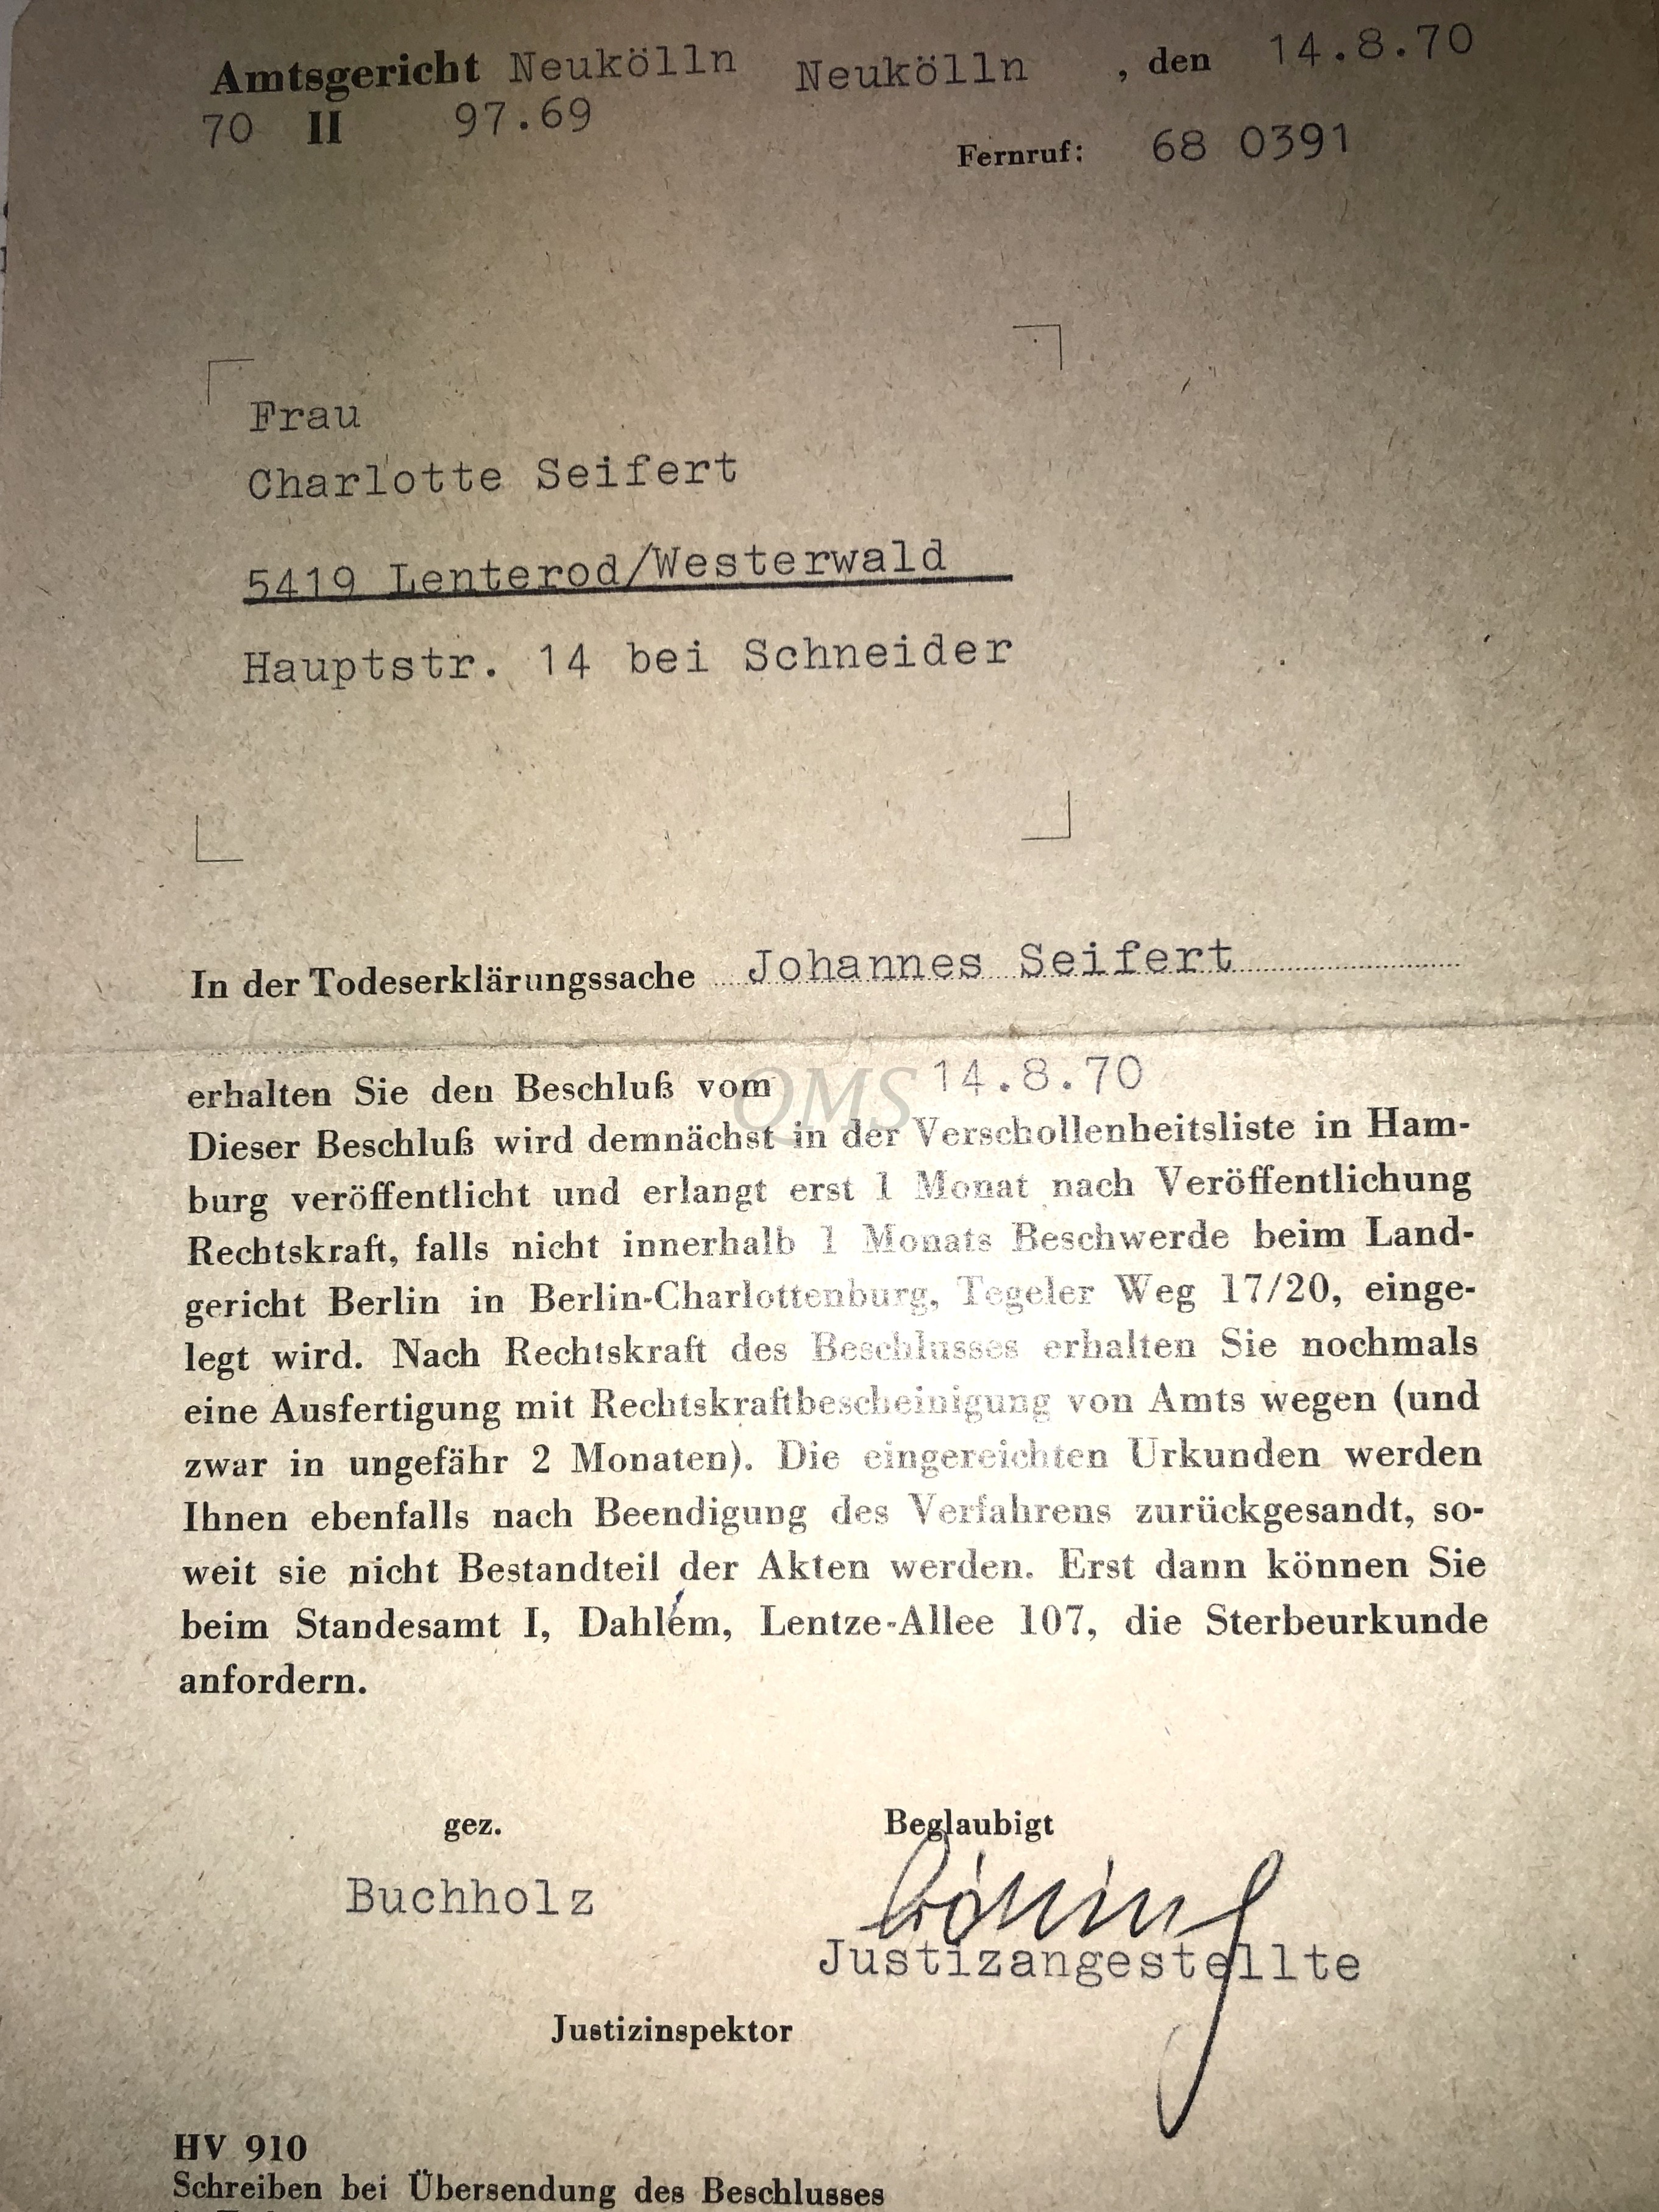 Amtsgericht Neukölln Neukölln , den 14.8.70
70 II 97.69
Fernruf: 68 0391
Frau
Charlotte Seifert
5419 Lenterod/Westerwald
Hauptstr. 14 bei Schneider
In der Todeserklärungssache Johannes Seifert
erhalten Sie den Beschluß vom 14.8.70
QMS
Dieser Beschluß wird demnächst in der Verschollenheitsliste in Ham-
burg veröffentlicht und erlangt erst 1 Monat nach Veröffentlichung
Rechtskraft, falls nicht innerhalb 1 Monats Beschwerde beim Land-
gericht Berlin in Berlin-Charlottenburg, Tegeler Weg 17/20, einge-
legt wird. Nach Rechtskraft des Beschlusses erhalten Sie nochmals
eine Ausfertigung mit Rechtskraftbescheinigung von Amts wegen (und
zwar in ungefähr 2 Monaten). Die eingereichten Urkunden werden
Ihnen ebenfalls nach Beendigung des Verfahrens zurückgesandt, so-
weit sie nicht Bestandteil der Akten werden. Erst dann können Sie
beim Standesamt I, Dahlem, Lentze-Allee 107, die Sterbeurkunde
anfordern.
gez. Beglaubigt
Buchholz
Justizangestellte
Justizinspektor
HV 910
Schreiben bei Übersendung des Beschlusses